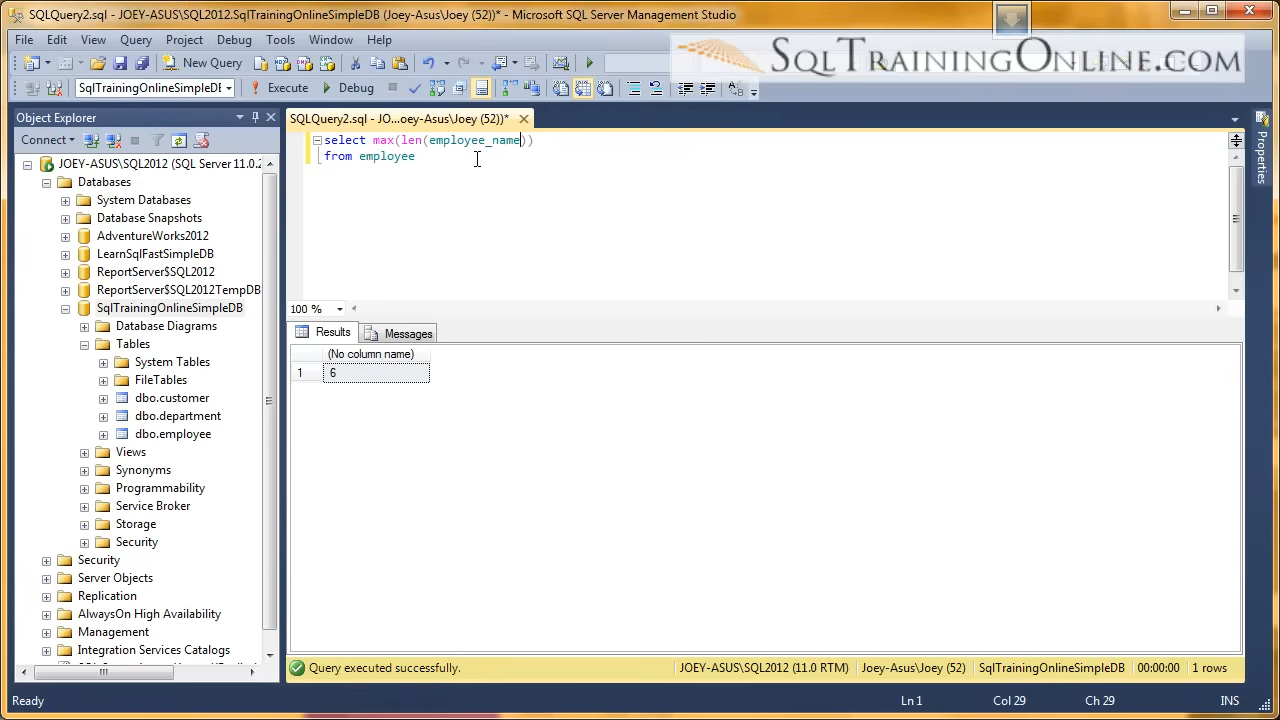 SQLQuery2.sql - JOEY-ASUS\SQL2012.SqlTrainingOnlineSimpleDB (Joey-Asus\Joey (52))* - Microsoft SQL Server Management Studio
File Edit View Query Project Debug Tools Window Help
SQLTRAININGONLINE.COM
New Query
SqlTrainingOnlineSimpleDE Execute Debug
Object Explorer
SQLQuery2.sql - JO...oey-Asus\Joey (52))*
Connect
select max(len(employee_name))
from employee
Properties
JOEY-ASUS\SQL2012 (SQL Server 11.0.2
Databases
System Databases
Database Snapshots
AdventureWorks2012
LearnSqlFastSimpleDB
ReportServer$SQL2012
ReportServer$SQL2012TempDB
SqlTrainingOnlineSimpleDB
Database Diagrams
Tables
System Tables
FileTables
dbo.customer
dbo.department
dbo.employee
Views
Synonyms
Programmability
Service Broker
Storage
Security
Security
Server Objects
Replication
AlwaysOn High Availability
Management
Integration Services Catalogs
100 %
Results Messages
(No column name)
1 6
Query executed successfully. JOEY-ASUS\SQL2012 (11.0 RTM) Joey-Asus\Joey (52) SqlTrainingOnlineSimpleDB 00:00:00 1 rows
Ready Ln 1 Col 29 Ch 29 INS